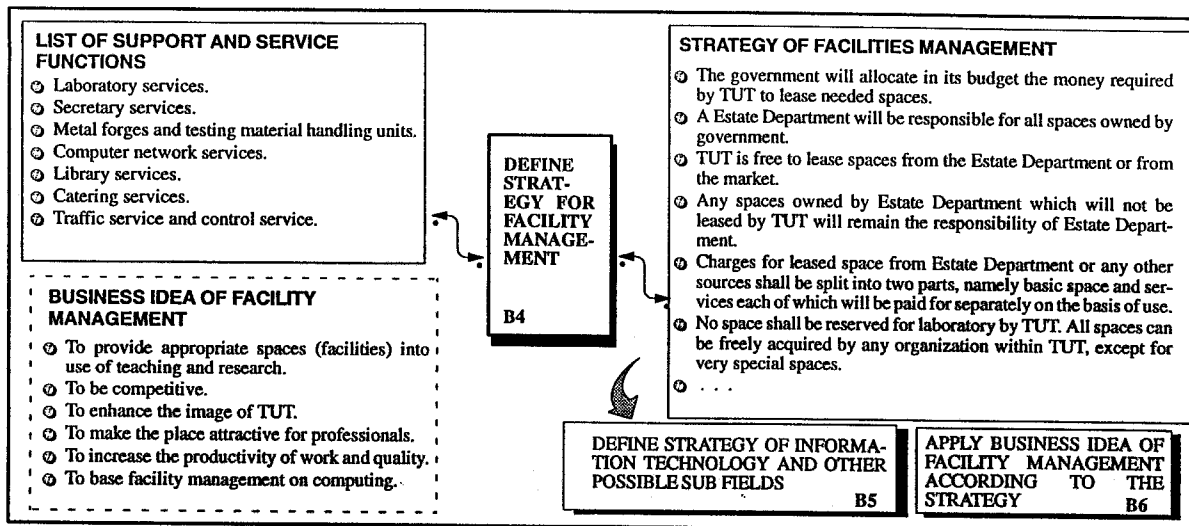 LIST OF SUPPORT AND SERVICE
FUNCTIONS
Laboratory services.
Secretary services.
Metal forges and testing material handling units.
Computer network services.
Library services.
Catering services.
Traffic service and control service.
BUSINESS IDEA OF FACILITY
MANAGEMENT
To provide appropriate spaces (facilities) into
use of teaching and research.
To be competitive.
To enhance the image of TUT.
To make the place attractive for professionals.
To increase the productivity of work and quality.
To base facility management on computing.
DEFINE
STRAT-
EGY FOR
FACILITY
MANAGE-
MENT
B4
STRATEGY OF FACILITIES MANAGEMENT
The government will allocate in its budget the money required
by TUT to lease needed spaces.
A Estate Department will be responsible for all spaces owned by
government.
TUT is free to lease spaces from the Estate Department or from
the market.
Any spaces owned by Estate Department which will not be
leased by TUT will remain the responsibility of Estate Depart-
ment.
Charges for leased space from Estate Department or any other
sources shall be split into two parts, namely basic space and ser-
vices each of which will be paid for separately on the basis of use.
No space shall be reserved for laboratory by TUT. All spaces can
be freely acquired by any organization within TUT, except for
very special spaces.
. . .
DEFINE STRATEGY OF INFORMA-
TION TECHNOLOGY AND OTHER
POSSIBLE SUB FIELDS
B5
APPLY BUSINESS IDEA OF
FACILITY MANAGEMENT
ACCORDING TO THE
STRATEGY B6